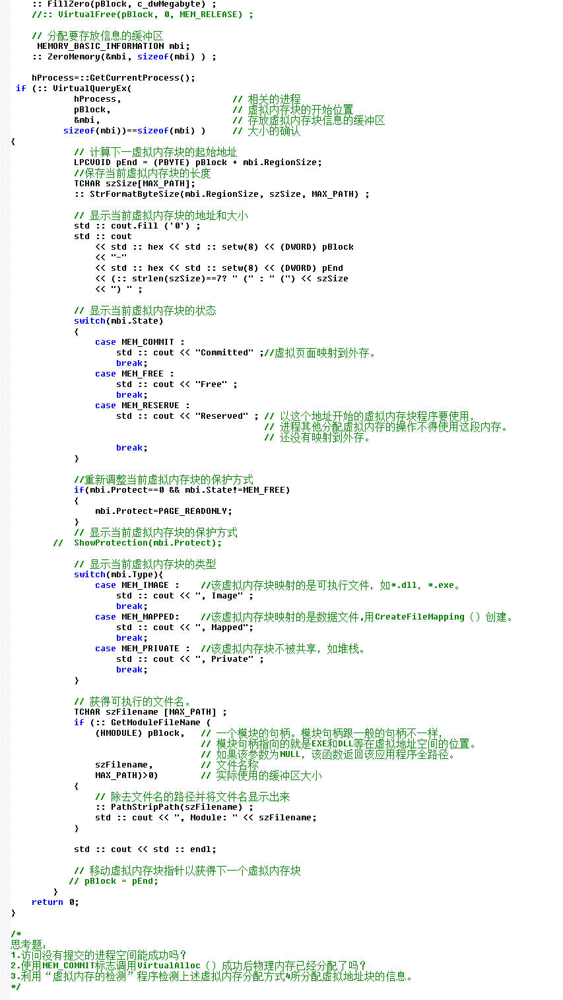 :: FillZero(pBlock, c_dwMegabyte) ;
//:: VirtualFree(pBlock, 0, MEM_RELEASE) ;
// 分配要存放信息的缓冲区
MEMORY_BASIC_INFORMATION mbi;
:: ZeroMemory(&mbi, sizeof(mbi) ) ;
hProcess=::GetCurrentProcess();
if (:: VirtualQueryEx(
hProcess, // 相关的进程
pBlock, // 虚拟内存块的开始位置
&mbi, // 存放虚拟内存块信息的缓冲区
sizeof(mbi))==sizeof(mbi) ) // 大小的确认
{
// 计算下一虚拟内存块的起始地址
LPCVOID pEnd = (PBYTE) pBlock + mbi.RegionSize;
//保存当前虚拟内存块的长度
TCHAR szSize[MAX_PATH];
:: StrFormatByteSize(mbi.RegionSize, szSize, MAX_PATH) ;
// 显示当前虚拟内存块的地址和大小
std :: cout.fill ('0') ;
std :: cout
<< std :: hex << std :: setw(8) << (DWORD) pBlock
<< "-"
<< std :: hex << std :: setw(8) << (DWORD) pEnd
<< (:: strlen(szSize)==7? " (" : " (") << szSize
<< ") " ;
// 显示当前虚拟内存块的状态
switch(mbi.State)
{
case MEM_COMMIT :
std :: cout << "Committed" ;//虚拟页面映射到外存。
break;
case MEM_FREE :
std :: cout << "Free" ;
break;
case MEM_RESERVE :
std :: cout << "Reserved" ; // 以这个地址开始的虚拟内存块程序要使用，
// 进程其他分配虚拟内存的操作不得使用这段内存。
// 还没有映射到外存。
break;
}
//重新调整当前虚拟内存块的保护方式
if(mbi.Protect==0 && mbi.State!=MEM_FREE)
{
mbi.Protect=PAGE_READONLY;
}
// 显示当前虚拟内存块的保护方式
// ShowProtection(mbi.Protect);
// 显示当前虚拟内存块的类型
switch(mbi.Type){
case MEM_IMAGE : //该虚拟内存块映射的是可执行文件，如*.dll，*.exe。
std :: cout << ", Image" ;
break;
case MEM_MAPPED: //该虚拟内存块映射的是数据文件,用CreateFileMapping（）创建。
std :: cout << ", Mapped";
break;
case MEM_PRIVATE : //该虚拟内存块不被共享，如堆栈。
std :: cout << ", Private" ;
break;
}
// 获得可执行的文件名。
TCHAR szFilename [MAX_PATH] ;
if (:: GetModuleFileName (
(HMODULE) pBlock, // 一个模块的句柄。模块句柄跟一般的句柄不一样，
// 模块句柄指向的就是EXE和DLL等在虚拟地址空间的位置。
// 如果该参数为NULL，该函数返回该应用程序全路径。
szFilename, // 文件名称
MAX_PATH)>0) // 实际使用的缓冲区大小
{
// 除去文件名的路径并将文件名显示出来
:: PathStripPath(szFilename) ;
std :: cout << ", Module: " << szFilename;
}
std :: cout << std :: endl;
// 移动虚拟内存块指针以获得下一个虚拟内存块
// pBlock = pEnd;
}
return 0;
}
/*
思考题：
1.访问没有提交的进程空间能成功吗？
2.使用MEM_COMMIT标志调用VirtualAlloc（）成功后物理内存已经分配了吗？
3.利用“虚拟内存的检测”程序检测上述虚拟内存分配方式4所分配虚拟地址块的信息。
*/